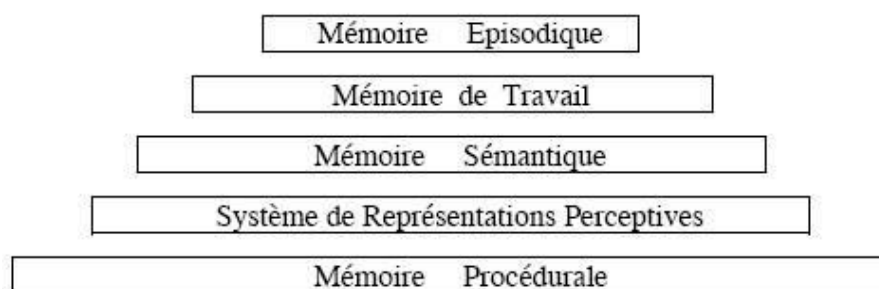 Mémoire Episodique
Mémoire de Travail
Mémoire Sémantique
Système de Représentations Perceptives
Mémoire Procédurale